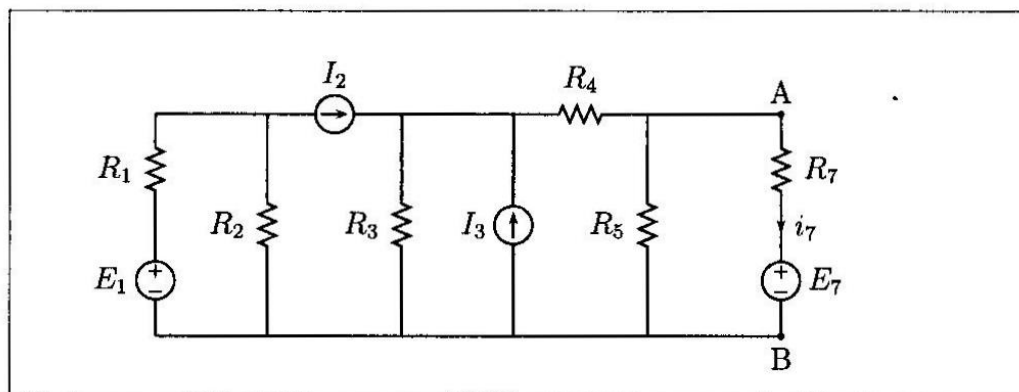 I₂
R₄
A
R₁
R₂
R₃
I₃
R₅
R₇
i₇
E₁
+
−
+
−
E₇
B